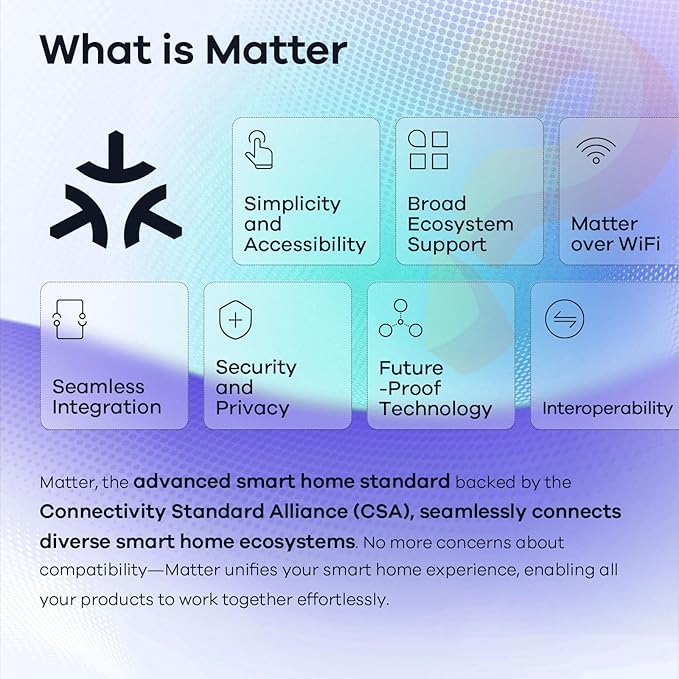 What is Matter
Simplicity
and
Accessibility
Broad
Ecosystem
Support
Matter
over WiFi
Seamless
Integration
Security
and
Privacy
Future
-Proof
Technology
Interoperability
Matter, the advanced smart home standard backed by the
Connectivity Standard Alliance (CSA), seamlessly connects
diverse smart home ecosystems. No more concerns about
compatibility—Matter unifies your smart home experience, enabling all
your products to work together effortlessly.